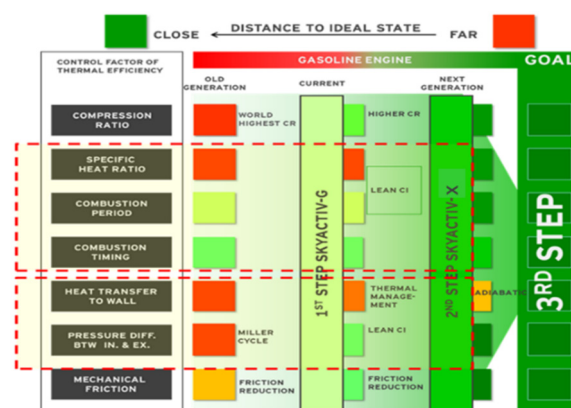 CLOSE
DISTANCE TO IDEAL STATE
FAR
CONTROL FACTOR OF
THERMAL EFFICIENCY
GASOLINE ENGINE
GOAL
OLD
GENERATION
CURRENT
NEXT
GENERATION
COMPRESSION
RATIO
WORLD
HIGHEST CR
HIGHER CR
SPECIFIC
HEAT RATIO
LEAN CI
COMBUSTION
PERIOD
COMBUSTION
TIMING
HEAT TRANSFER
TO WALL
THERMAL
MANAGE-
MENT
ADIABATIC
PRESSURE DIFF.
BTW IN. & EX.
MILLER
CYCLE
LEAN CI
MECHANICAL
FRICTION
FRICTION
REDUCTION
FRICTION
REDUCTION
1ST STEP SKYACTIV-G
2ND STEP SKYACTIV-X
3RD STEP